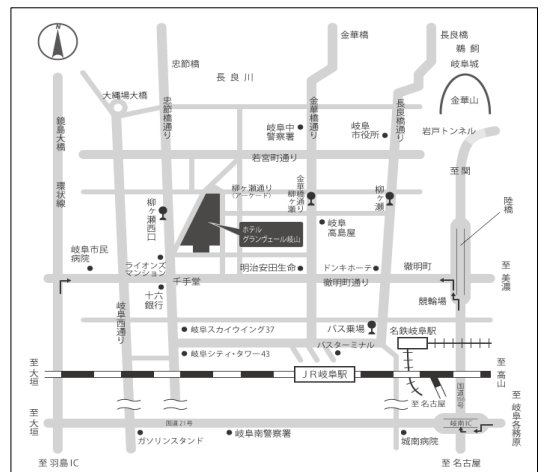 N
金華橋
長良橋
鵜飼
忠節橋
長良川
岐阜城
大縄場大橋
金華山
鏡島大橋
忠節橋通り
金華橋通り
長良橋通り
岐阜中
警察署
岐阜
市役所
岩戸トンネル
若宮町通り
至関
環状線
柳ヶ瀬通り
(アーケード)
金華橋通り
柳ヶ瀬
柳ヶ瀬
陸橋
柳ヶ瀬西口
岐阜
高島屋
ホテル
グランヴェール岐山
岐阜市民
病院
ライオンズ
マンション
千手堂
明治安田生命
ドンキホーテ
徹明町
徹明町通り
至美濃
十六
銀行
競輪場
岐阜西通り
岐阜スカイウイング37
バス乗場
名鉄岐阜駅
岐阜シティ・タワー43
バスターミナル
至大垣
JR岐阜駅
至高山
至名古屋
国道156号
至大垣
国道21号
岐南IC
至岐阜各務原
ガソリンスタンド
岐阜南警察署
城南病院
至羽島IC
至名古屋